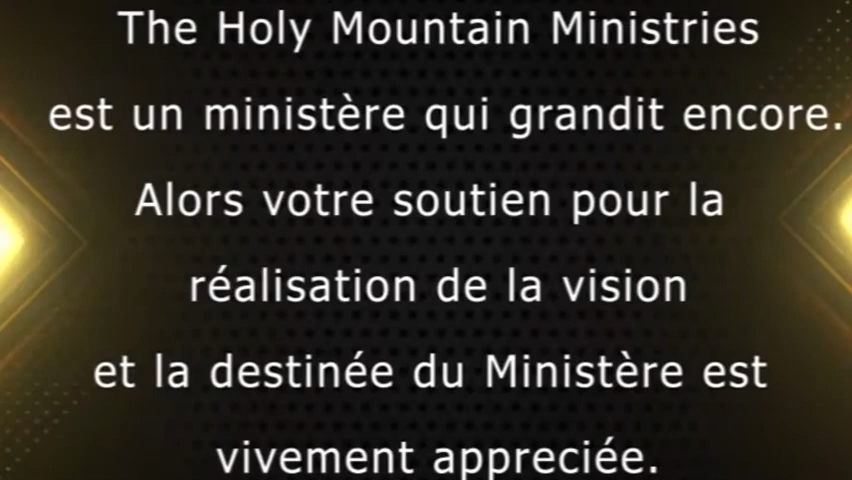 The Holy Mountain Ministries
est un ministère qui grandit encore.
Alors votre soutien pour la
réalisation de la vision
et la destinée du Ministère est
vivement appreciée.